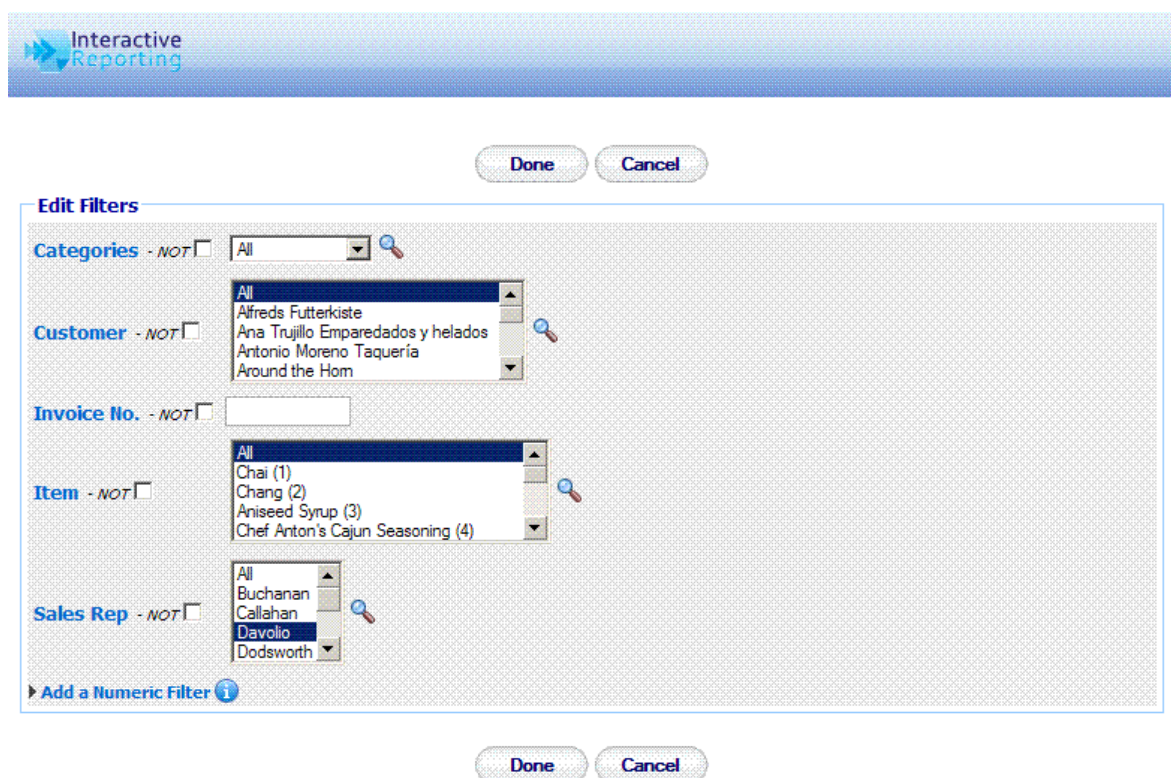 Interactive
Reporting
Done Cancel
Edit Filters
Categories - NOT All
All
Alfreds Futterkiste
Ana Trujillo Emparedados y helados
Customer - NOT
Antonio Moreno Taquería
Around the Horn
Invoice No. - NOT
All
Chai (1)
Item - NOT
Chang (2)
Aniseed Syrup (3)
Chef Anton's Cajun Seasoning (4)
All
Buchanan
Sales Rep - NOT
Callahan
Davolio
Dodsworth
Add a Numeric Filter i
Done Cancel